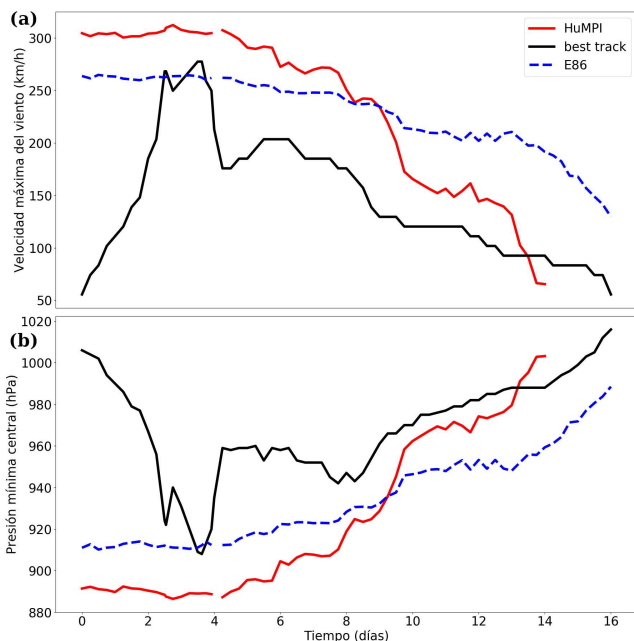 (a)
Velocidad máxima del viento (km/h)
300
250
200
150
100
50
HuMPI
best track
E86
(b)
Presión mínima central (hPa)
1020
1000
980
960
940
920
900
880
0 2 4 6 8 10 12 14 16
Tiempo (días)